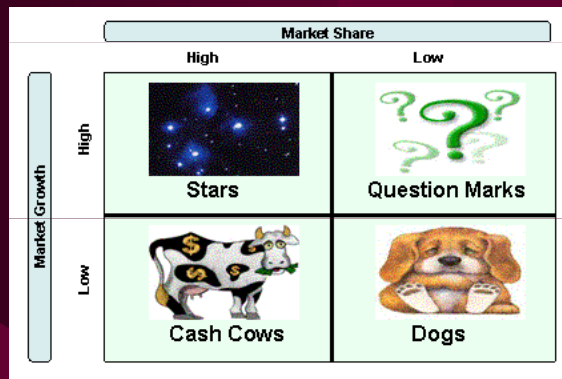 Market Share
High Low
Market Growth
High
Stars Question Marks
Low
$ $ $
Cash Cows Dogs